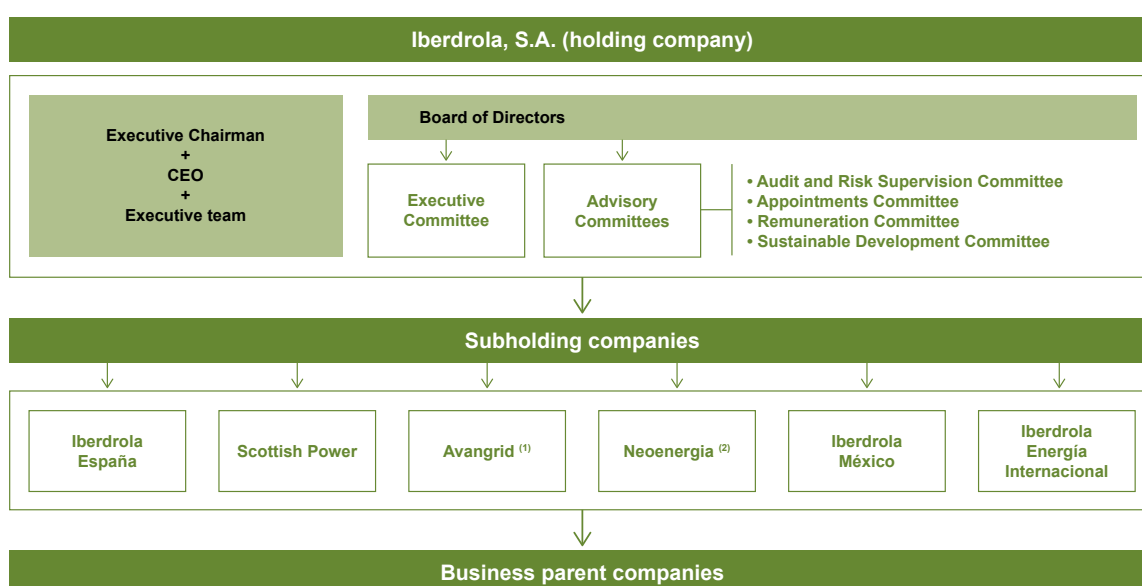 Iberdrola, S.A. (holding company)
Executive Chairman
+
CEO
+
Executive team
Board of Directors
Executive
Committee
Advisory
Committees
• Audit and Risk Supervision Committee
• Appointments Committee
• Remuneration Committee
• Sustainable Development Committee
Subholding companies
Iberdrola
España
Scottish Power
Avangrid (1)
Neoenergia (2)
Iberdrola
México
Iberdrola
Energía
Internacional
Business parent companies